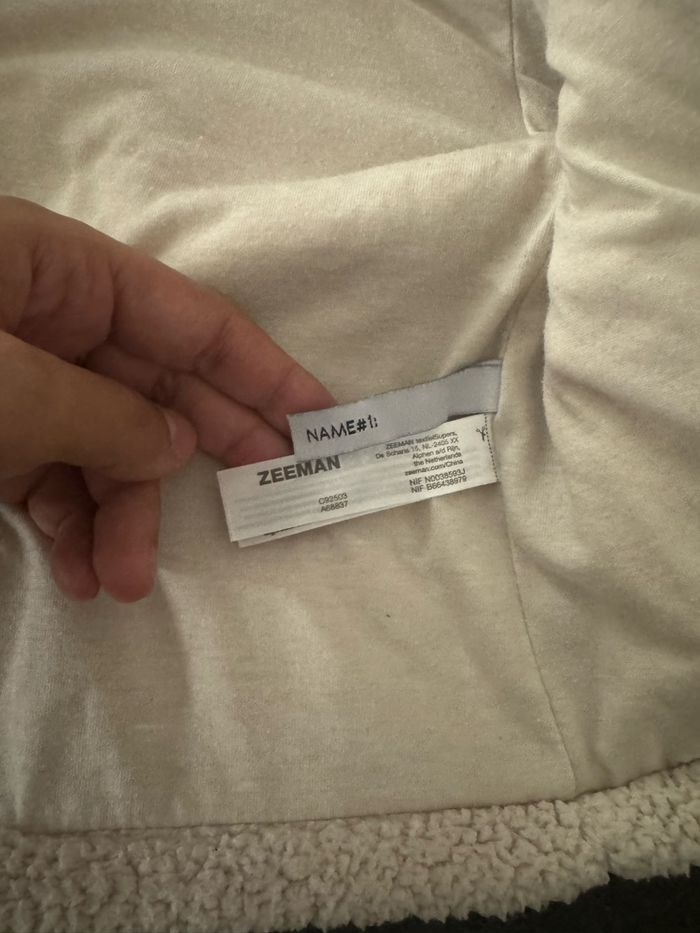 NAME#1:
ZEEMAN
C92503
A68837
ZEEMAN textielSupers,
De Schans 15, NL-2405 XX
Alphen a/d Rijn,
the Netherlands
zeeman.com/China
NIF N0038593J
NIF B66438979